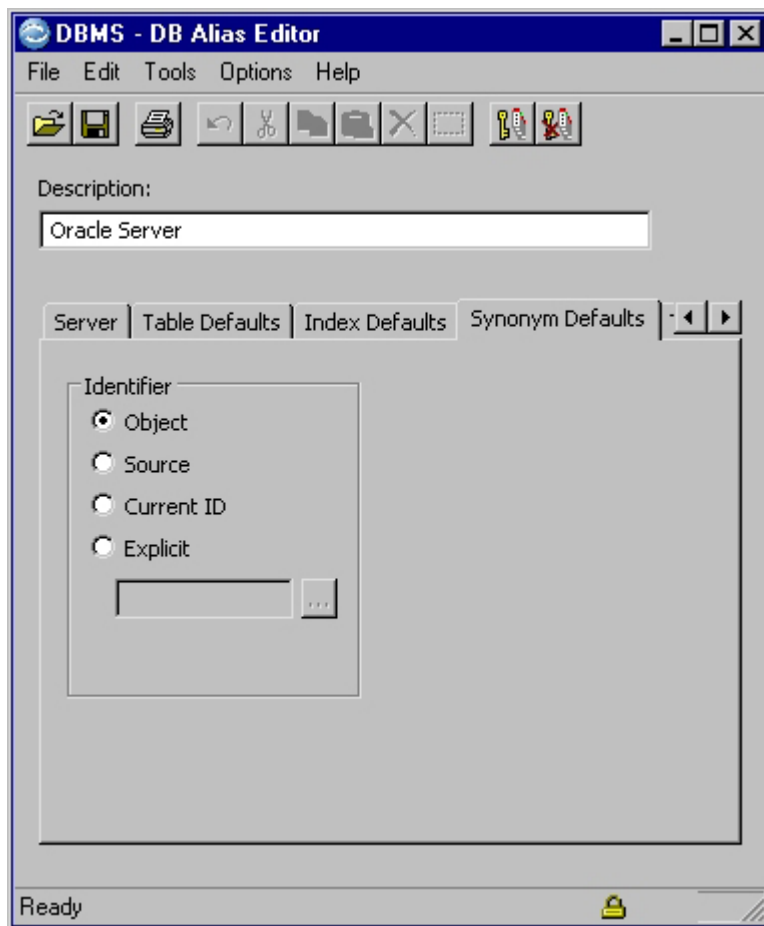 DBMS - DB Alias Editor
File Edit Tools Options Help
Description:
Oracle Server
Server Table Defaults Index Defaults Synonym Defaults
Identifier
Object
Source
Current ID
Explicit
...
Ready